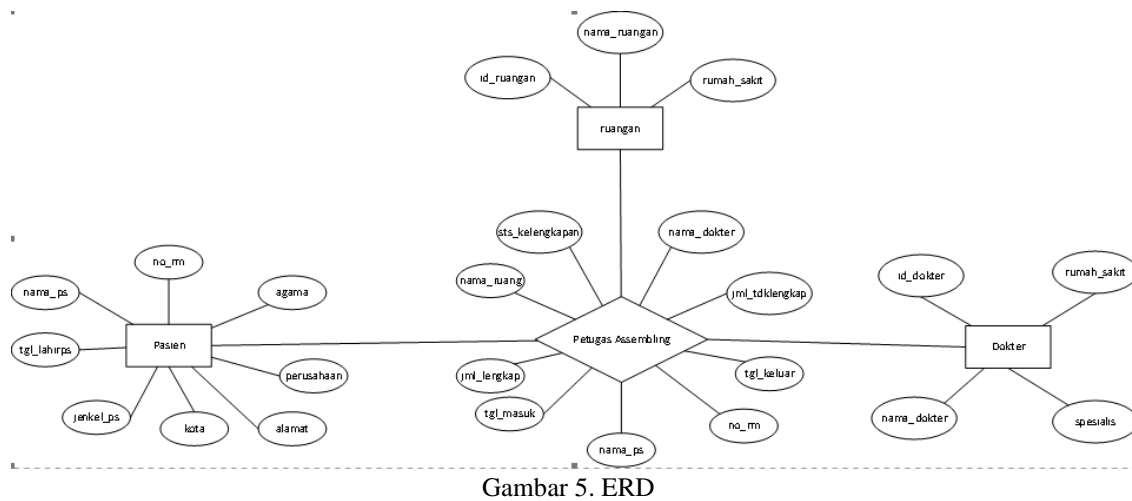 nama_ruangan
id_ruangan
rumah_sakit
ruangan
sts_kelengkapan
nama_dokter
nama_ruang
jml_tdklengkap
Petugas Assembling
jml_lengkap
tgl_keluar
tgl_masuk
no_rm
nama_ps
no_rm
nama_ps
agama
tgl_lahirps
Pasien
perusahaan
jenkel_ps
kota
alamat
id_dokter
rumah_sakit
Dokter
nama_dokter
spesialis
Gambar 5. ERD